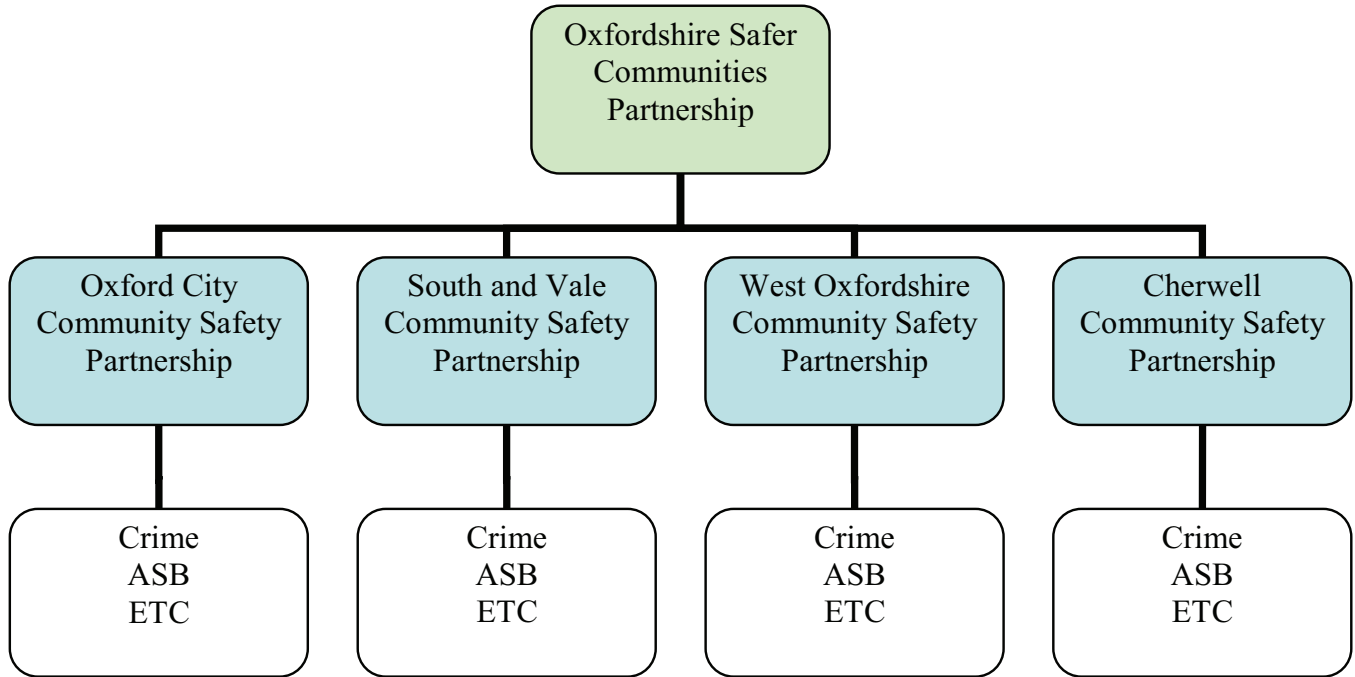 Oxfordshire Safer
Communities
Partnership
Oxford City
Community Safety
Partnership
South and Vale
Community Safety
Partnership
West Oxfordshire
Community Safety
Partnership
Cherwell
Community Safety
Partnership
Crime
ASB
ETC
Crime
ASB
ETC
Crime
ASB
ETC
Crime
ASB
ETC